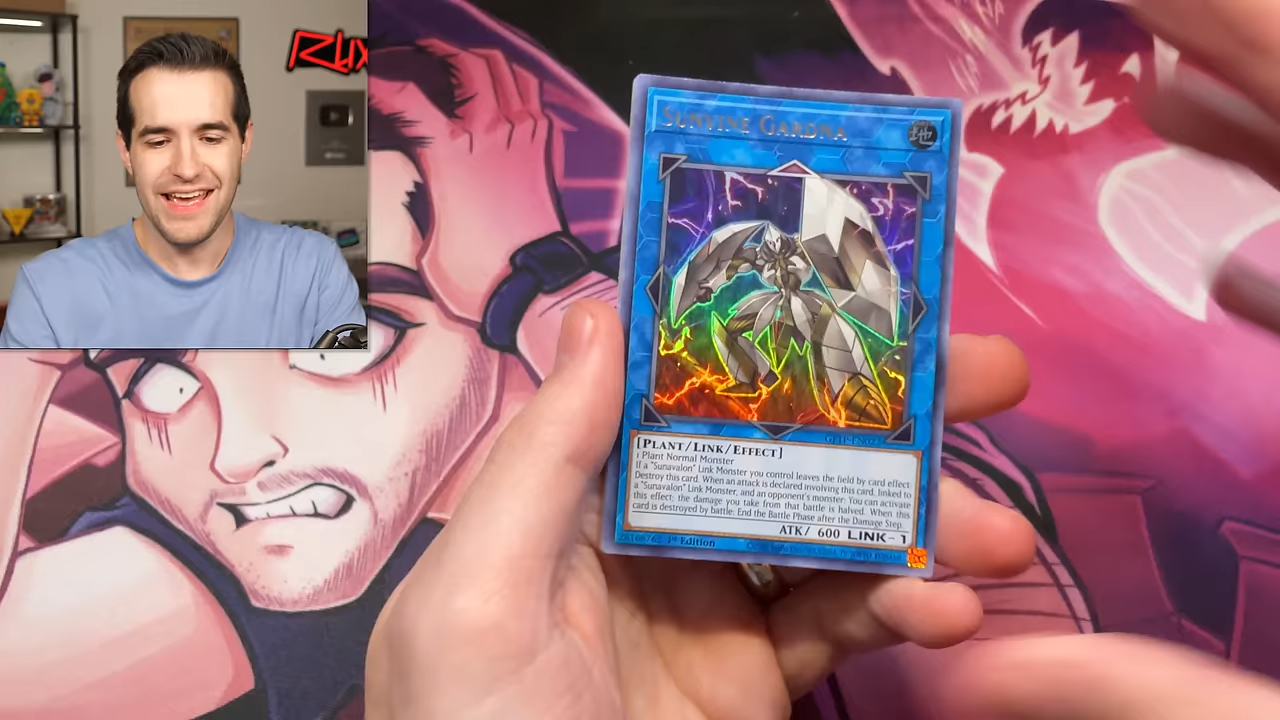 SUNVINE GARDNA
[PLANT/LINK/EFFECT]
1 Plant Normal Monster
If a "Sunavalon" Link Monster you control leaves the field by card effect:
Destroy this card. When an attack is declared involving this card, linked to
a "Sunavalon" Link Monster, and an opponent's monster: You can activate
this effect; the damage you take from that battle is halved. When this
card is destroyed by battle: End the Battle Phase after the Damage Step.
ATK/ 600 LINK-1
1st Edition